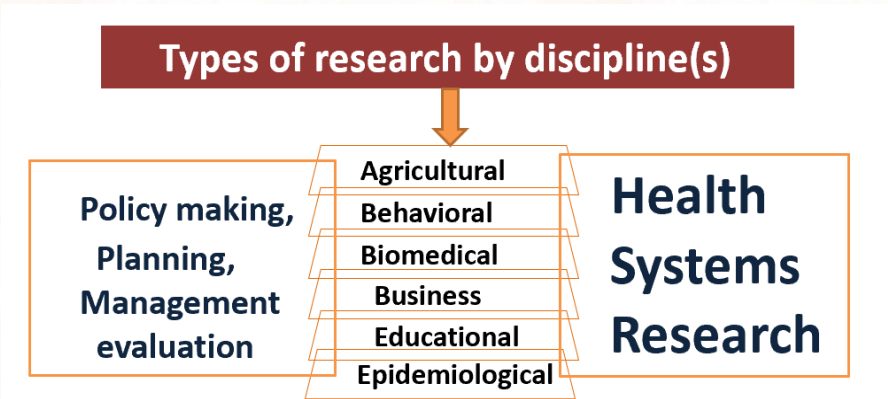 Types of research by discipline(s)
Policy making,
Planning,
Management
evaluation
Agricultural
Behavioral
Biomedical
Business
Educational
Epidemiological
Health
Systems
Research